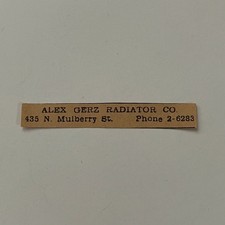 ALEX GERZ RADIATOR CO
435 N. Mulberry St. Phone 2-6283